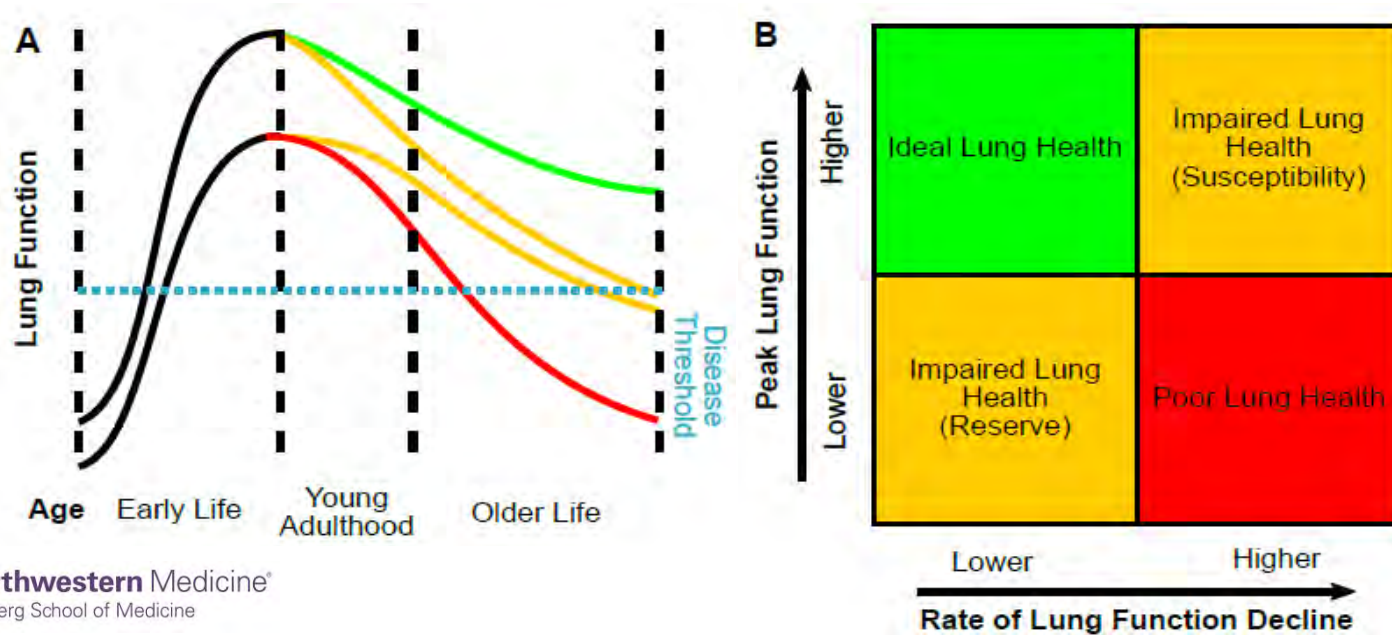 A
Lung Function
Disease
Threshold
Age
Early Life
Young
Adulthood
Older Life
thwestern Medicine®
erg School of Medicine
B
Peak Lung Function
Higher
Lower
Ideal Lung Health
Impaired Lung
Health
(Susceptibility)
Impaired Lung
Health
(Reserve)
Poor Lung Health
Lower
Higher
Rate of Lung Function Decline